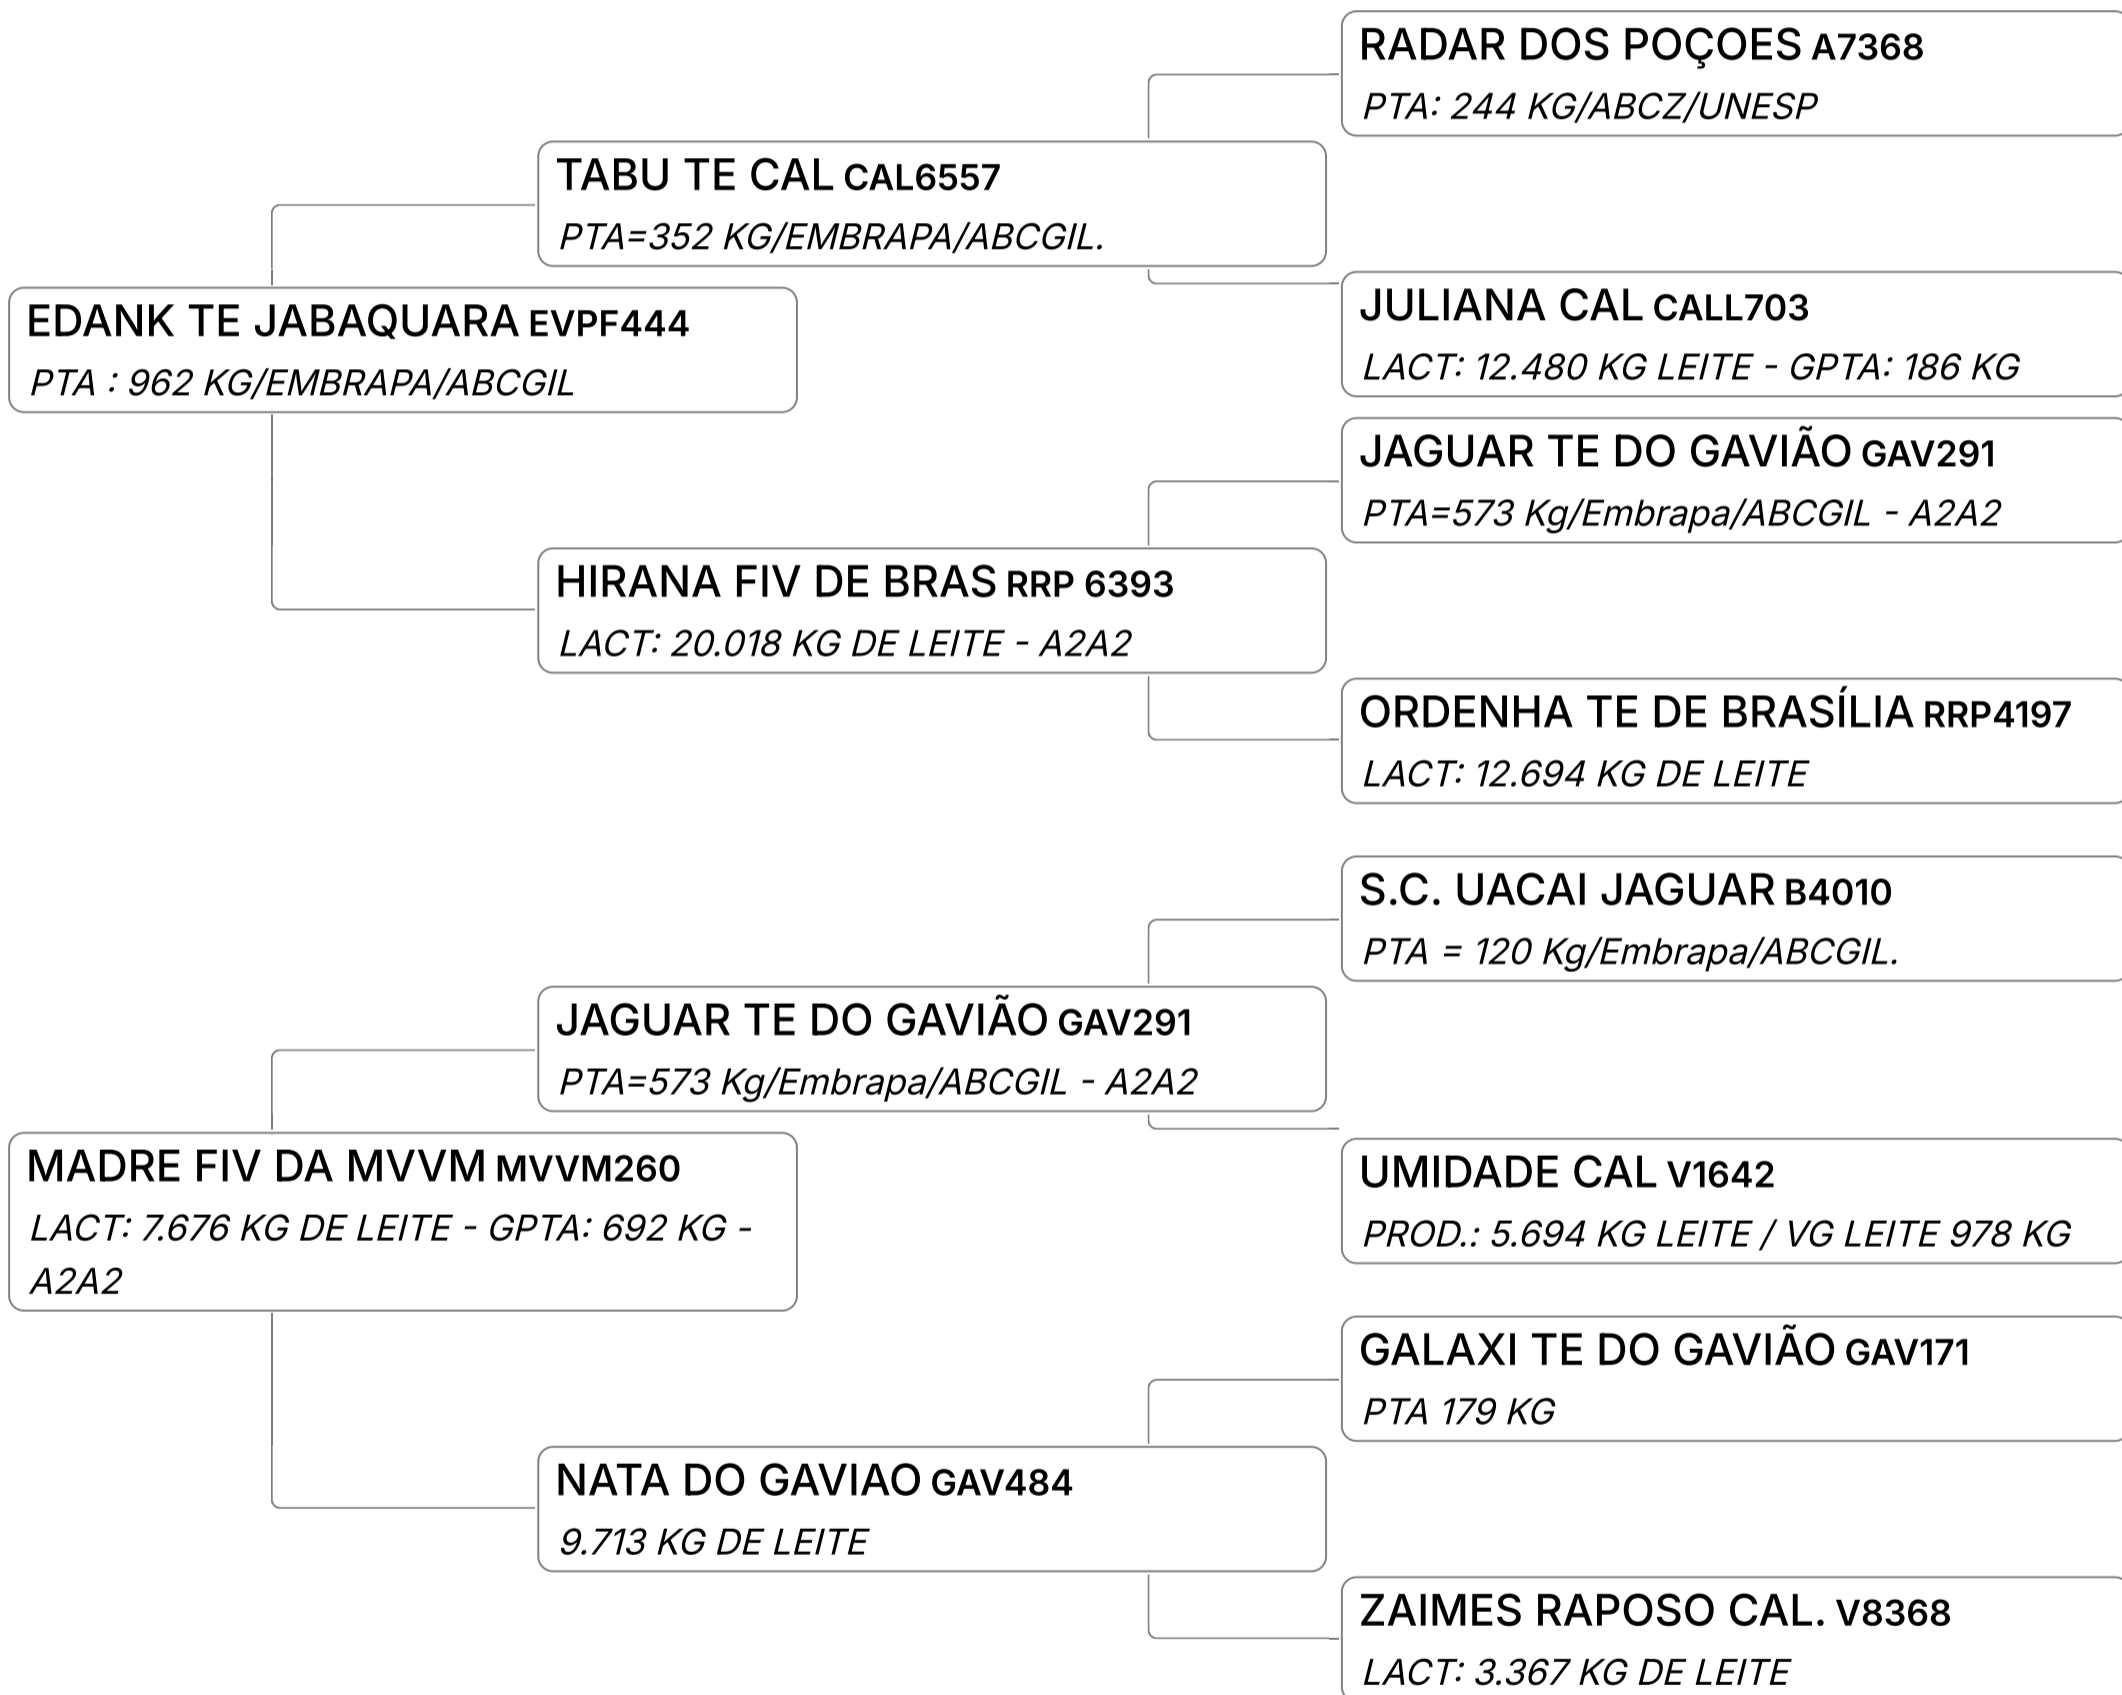 RADAR DOS POÇOES A7368
PTA: 244 KG/ABCZ/UNESP
TABU TE CAL CAL6557
PTA=352 KG/EMBRAPA/ABCGIL.
JULIANA CAL CALL703
LACT: 12.480 KG LEITE - GPTA: 186 KG
EDANK TE JABAQUARA EVPF444
PTA : 962 KG/EMBRAPA/ABCGIL
JAGUAR TE DO GAVIÃO GAV291
PTA=573 Kg/Embrapa/ABCGIL - A2A2
HIRANA FIV DE BRAS RRP 6393
LACT: 20.018 KG DE LEITE - A2A2
ORDENHA TE DE BRASÍLIA RRP4197
LACT: 12.694 KG DE LEITE
S.C. UACAI JAGUAR B4010
PTA = 120 Kg/Embrapa/ABCGIL.
JAGUAR TE DO GAVIÃO GAV291
PTA=573 Kg/Embrapa/ABCGIL - A2A2
UMIDADE CAL V1642
PROD.: 5.694 KG LEITE / VG LEITE 978 KG
MADRE FIV DA MVVM MVVM260
LACT: 7.676 KG DE LEITE - GPTA: 692 KG -
A2A2
GALAXI TE DO GAVIÃO GAV171
PTA 179 KG
NATA DO GAVIAO GAV484
9.713 KG DE LEITE
ZAIMES RAPOSO CAL. V8368
LACT: 3.367 KG DE LEITE